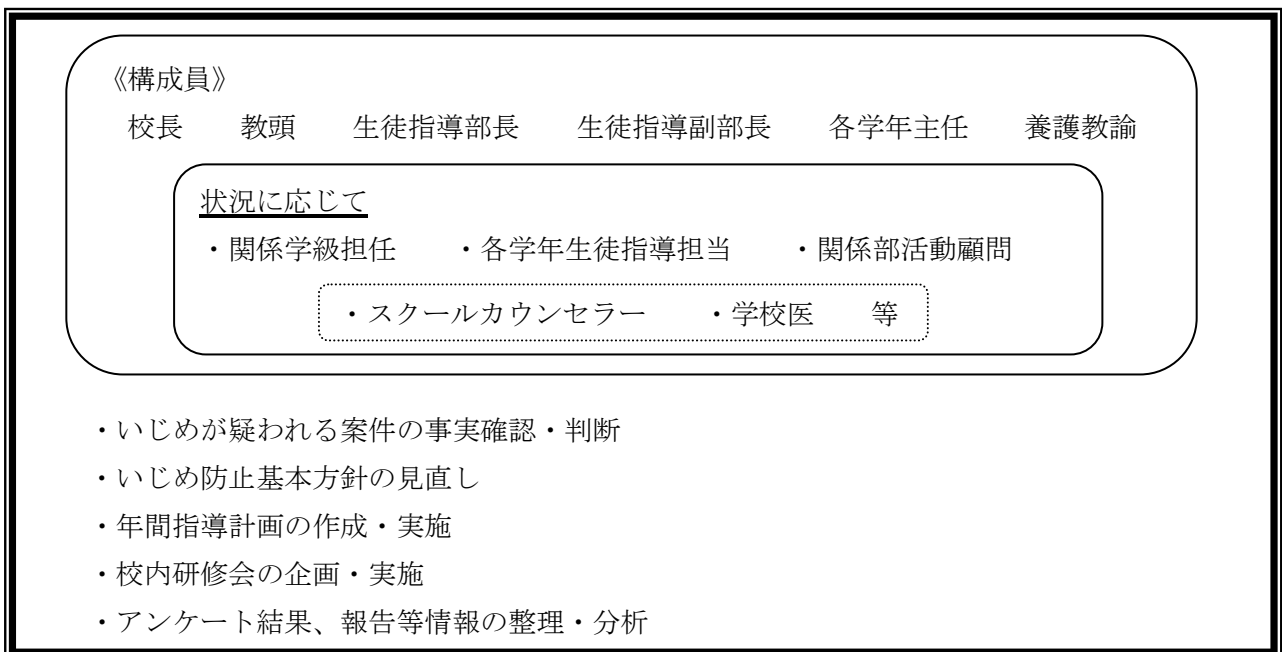 《構成員》
校長 教頭 生徒指導部長 生徒指導副部長 各学年主任 養護教諭
状況に応じて
・関係学級担任 ・各学年生徒指導担当 ・関係部活動顧問
・スクールカウンセラー ・学校医 等
・いじめが疑われる案件の事実確認・判断
・いじめ防止基本方針の見直し
・年間指導計画の作成・実施
・校内研修会の企画・実施
・アンケート結果、報告等情報の整理・分析